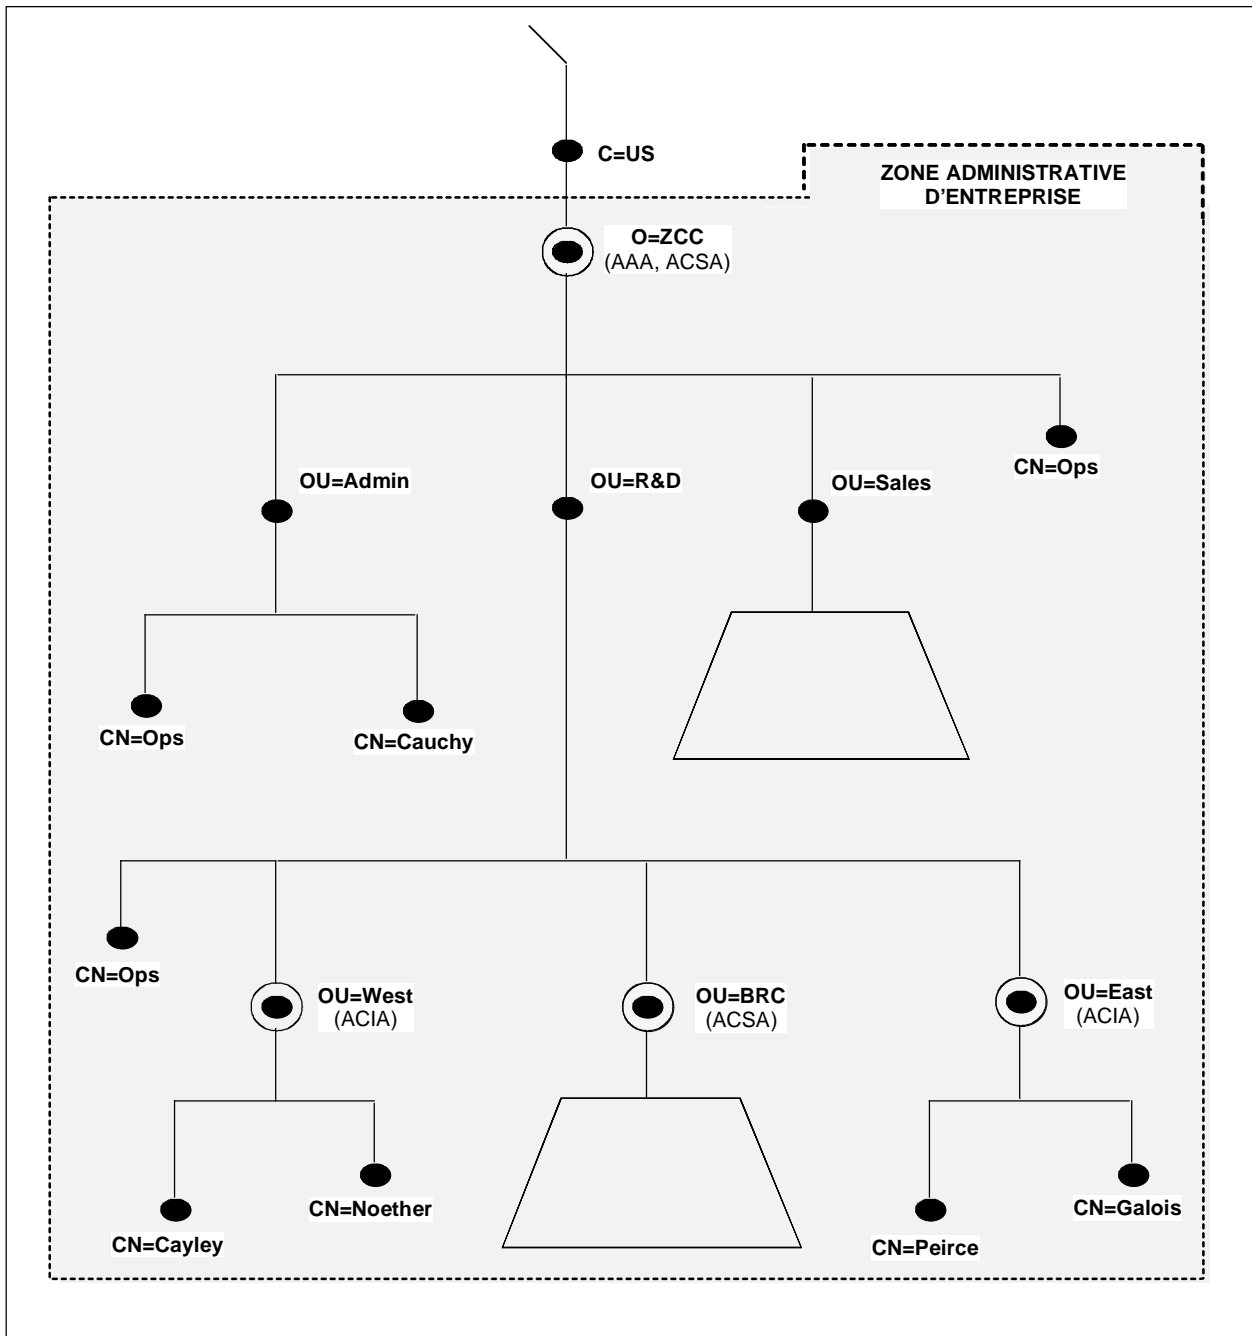 C=US
ZONE ADMINISTRATIVE
D'ENTREPRISE
O=ZCC
(AAA, ACSA)
OU=Admin
OU=R&D
OU=Sales
CN=Ops
CN=Ops
CN=Cauchy
CN=Ops
OU=West
(ACIA)
OU=BRC
(ACSA)
OU=East
(ACIA)
CN=Cayley
CN=Noether
CN=Peirce
CN=Galois